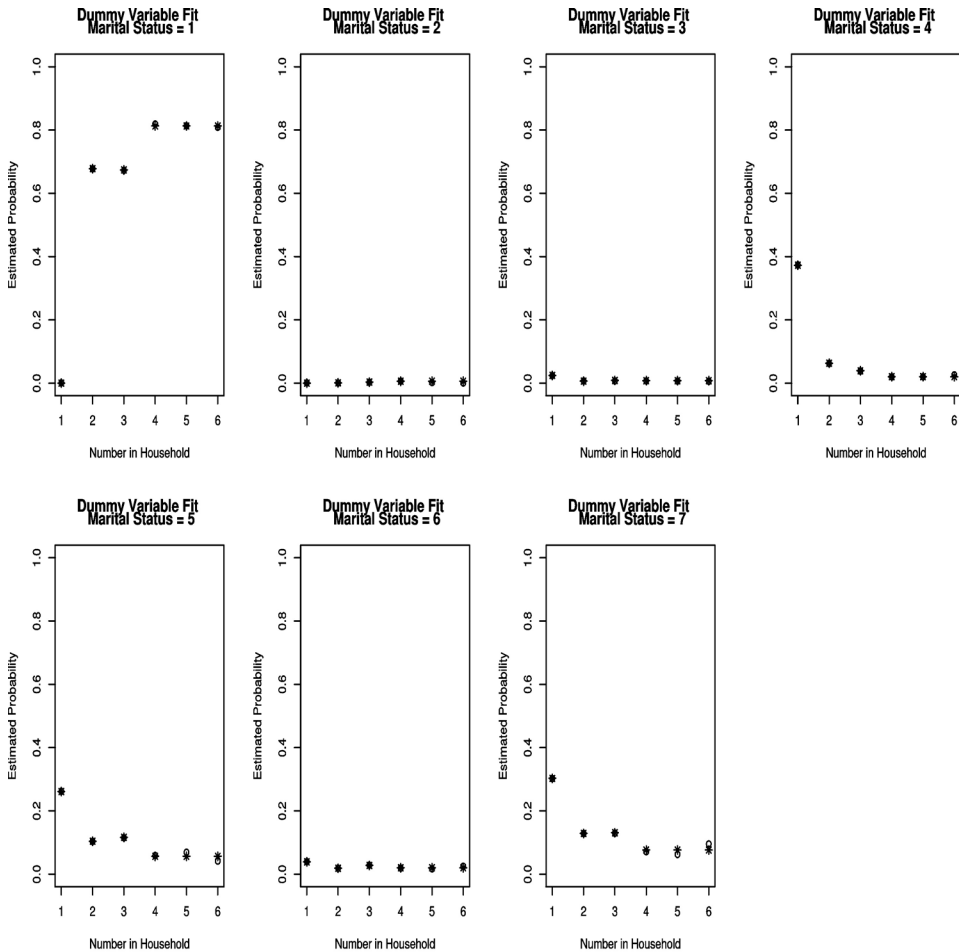 Dummy Variable Fit
Marital Status = 1
Estimated Probability
1.0
0.8
0.6
0.4
0.2
0.0
1 2 3 4 5 6
Number in Household
Dummy Variable Fit
Marital Status = 2
Estimated Probability
1.0
0.8
0.6
0.4
0.2
0.0
1 2 3 4 5 6
Number in Household
Dummy Variable Fit
Marital Status = 3
Estimated Probability
1.0
0.8
0.6
0.4
0.2
0.0
1 2 3 4 5 6
Number in Household
Dummy Variable Fit
Marital Status = 4
Estimated Probability
1.0
0.8
0.6
0.4
0.2
0.0
1 2 3 4 5 6
Number in Household
Dummy Variable Fit
Marital Status = 5
Estimated Probability
1.0
0.8
0.6
0.4
0.2
0.0
1 2 3 4 5 6
Number in Household
Dummy Variable Fit
Marital Status = 6
Estimated Probability
1.0
0.8
0.6
0.4
0.2
0.0
1 2 3 4 5 6
Number in Household
Dummy Variable Fit
Marital Status = 7
Estimated Probability
1.0
0.8
0.6
0.4
0.2
0.0
1 2 3 4 5 6
Number in Household